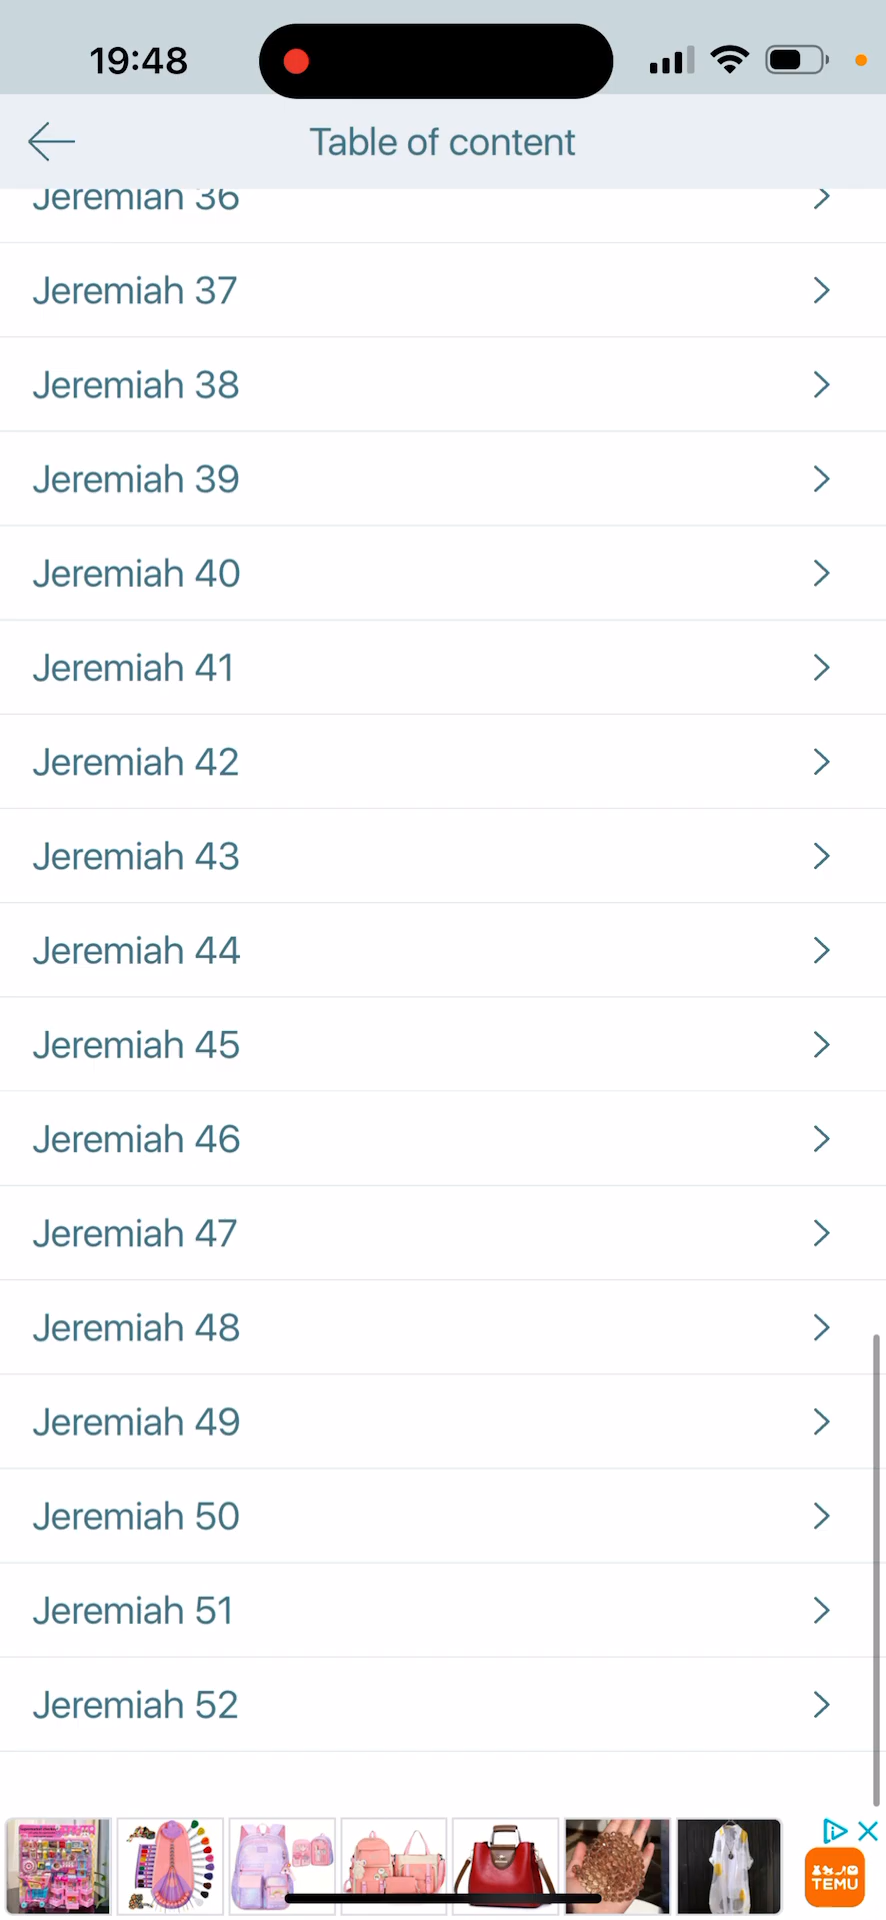 19:48
Table of content
Jeremiah 36
Jeremiah 37
Jeremiah 38
Jeremiah 39
Jeremiah 40
Jeremiah 41
Jeremiah 42
Jeremiah 43
Jeremiah 44
Jeremiah 45
Jeremiah 46
Jeremiah 47
Jeremiah 48
Jeremiah 49
Jeremiah 50
Jeremiah 51
Jeremiah 52
TEMU